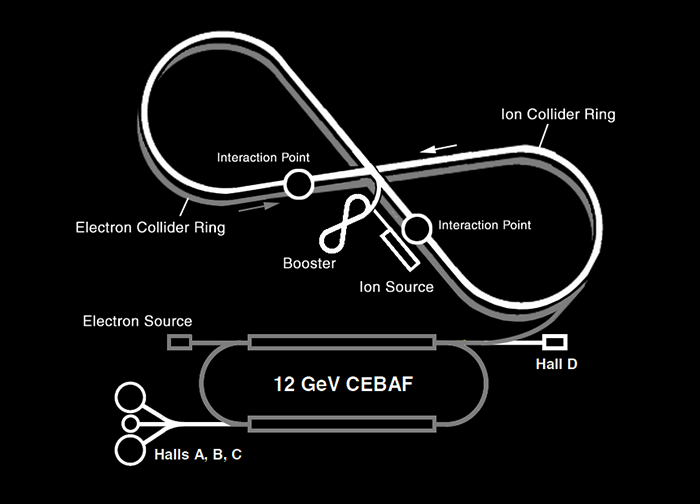 Ion Collider Ring
Interaction Point
Electron Collider Ring
Interaction Point
Booster
Ion Source
Electron Source
Hall D
12 GeV CEBAF
Halls A, B, C